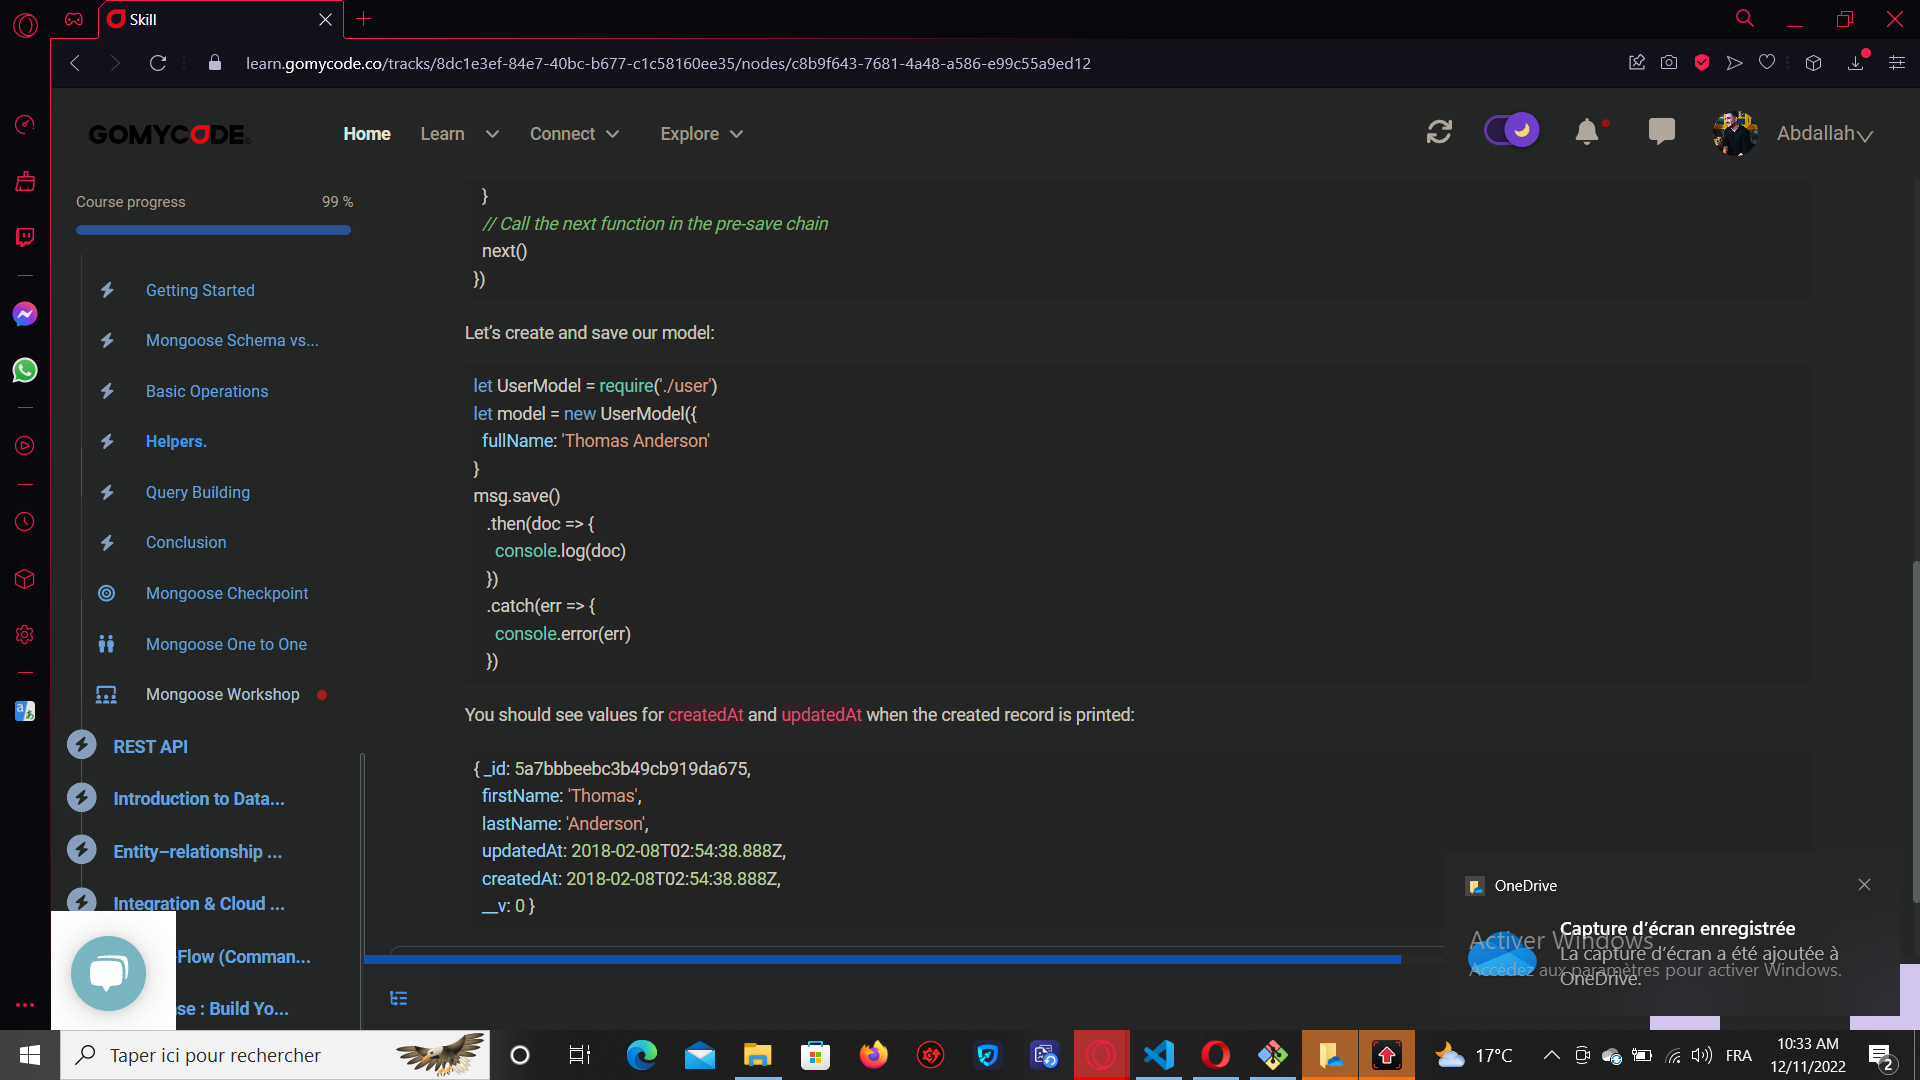 Skill
learn.gomycode.co/tracks/8dc1e3ef-84e7-40bc-b677-c1c58160ee35/nodes/c8b9f643-7681-4a48-a586-e99c55a9ed12
GOMYCODE
Home
Learn
Connect
Explore
Abdallah
Course progress
99 %
Getting Started
Mongoose Schema vs...
Basic Operations
Helpers.
Query Building
Conclusion
Mongoose Checkpoint
Mongoose One to One
Mongoose Workshop
REST API
Introduction to Data...
Entity–relationship ...
Integration & Cloud ...
-Flow (Comman...
se : Build Yo...
}
// Call the next function in the pre-save chain
next()
})
Let’s create and save our model:
let UserModel = require('./user')
let model = new UserModel({
fullName: 'Thomas Anderson'
}
msg.save()
.then(doc => {
console.log(doc)
})
.catch(err => {
console.error(err)
})
You should see values for createdAt and updatedAt when the created record is printed:
{ _id: 5a7bbbeebc3b49cb919da675,
firstName: 'Thomas',
lastName: 'Anderson',
updatedAt: 2018-02-08T02:54:38.888Z,
createdAt: 2018-02-08T02:54:38.888Z,
__v: 0 }
OneDrive
Capture d’écran enregistrée
La capture d’écran a été ajoutée à
OneDrive.
Activer Windows
Accédez aux paramètres pour activer Windows.
Taper ici pour rechercher
17°C
FRA
10:33 AM
12/11/2022
2